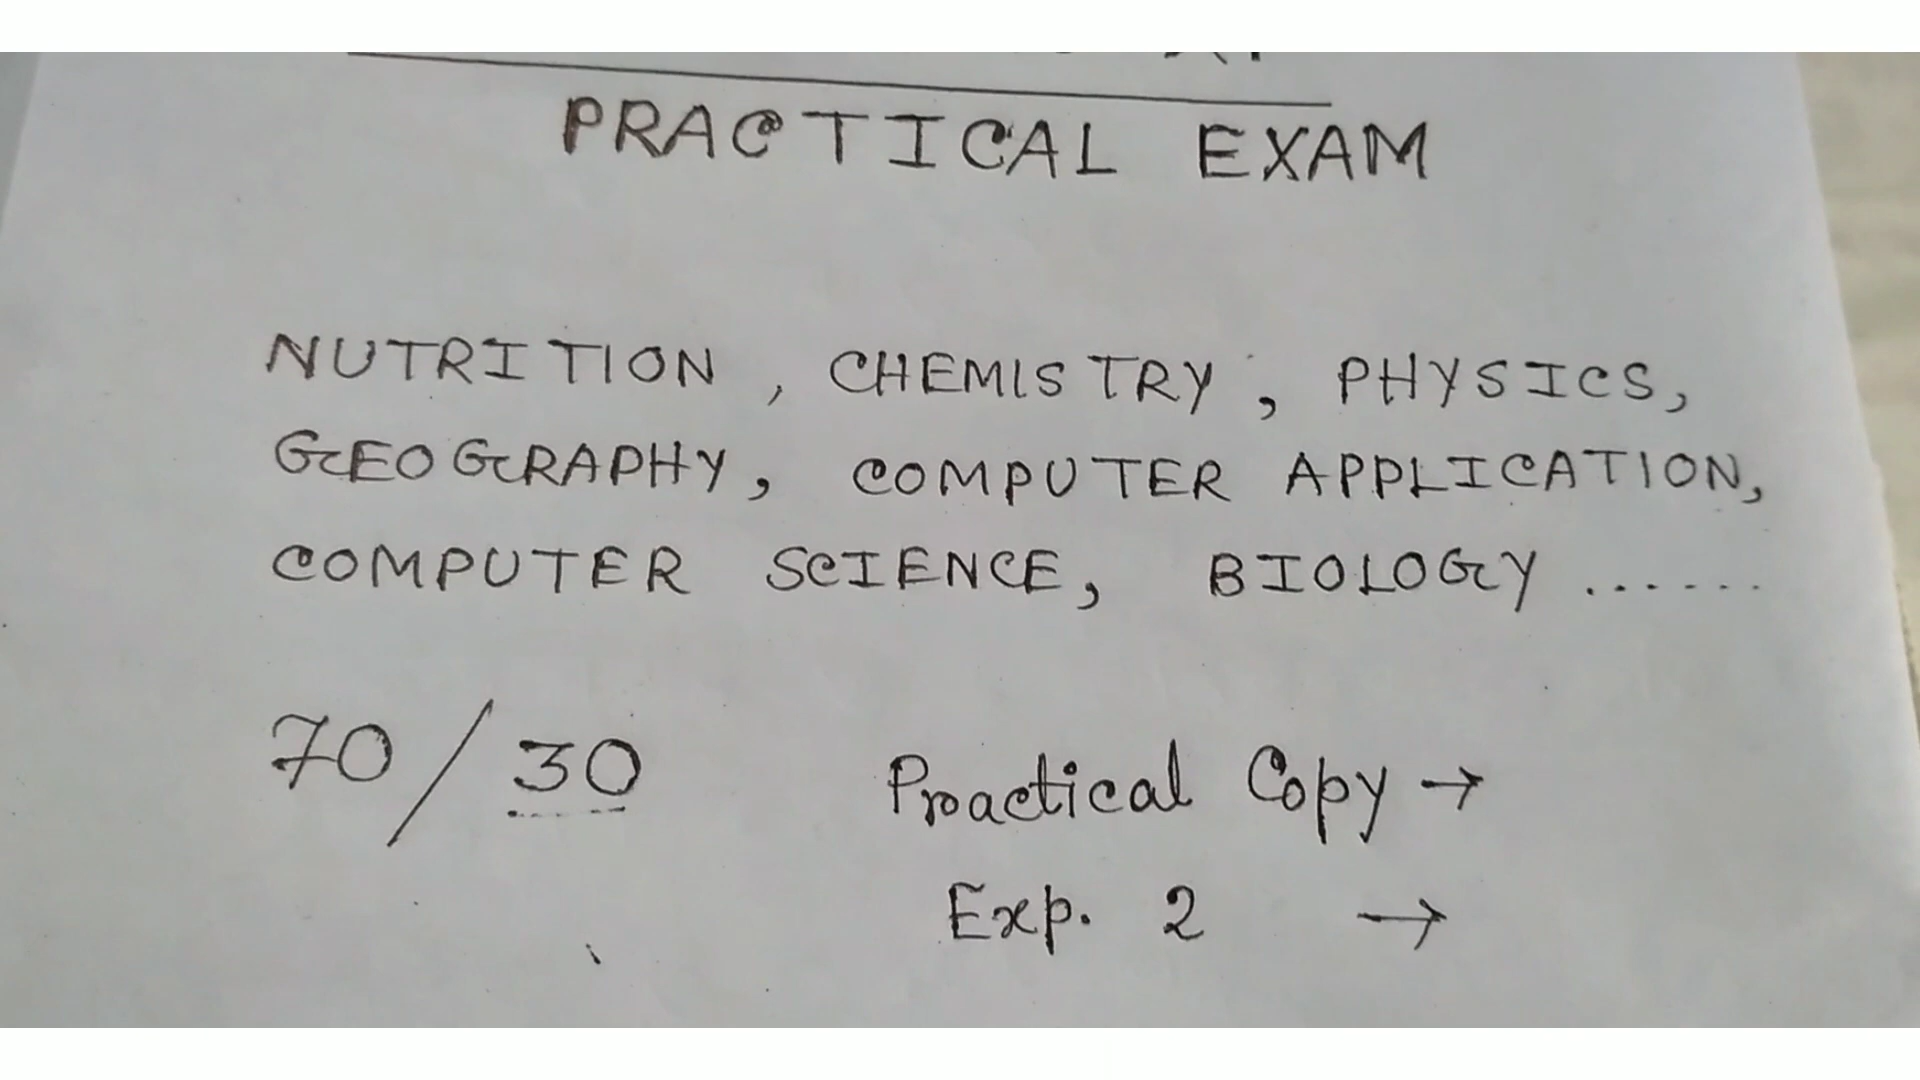 PRACTICAL EXAM
NUTRITION, CHEMISTRY, PHYSICS,
GEOGRAPHY, COMPUTER APPLICATION,
COMPUTER SCIENCE, BIOLOGY ......
70/30 Practical Copy →
Exp. 2 →